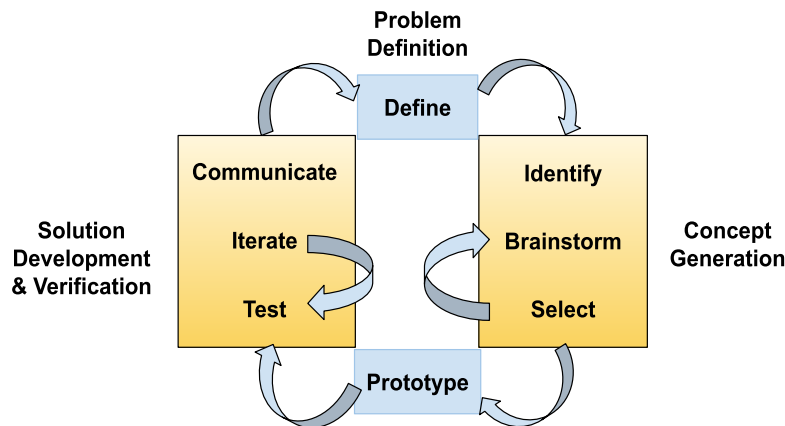 Problem
Definition
Define
Communicate
Iterate
Test
Solution
Development
& Verification
Identify
Brainstorm
Select
Concept
Generation
Prototype